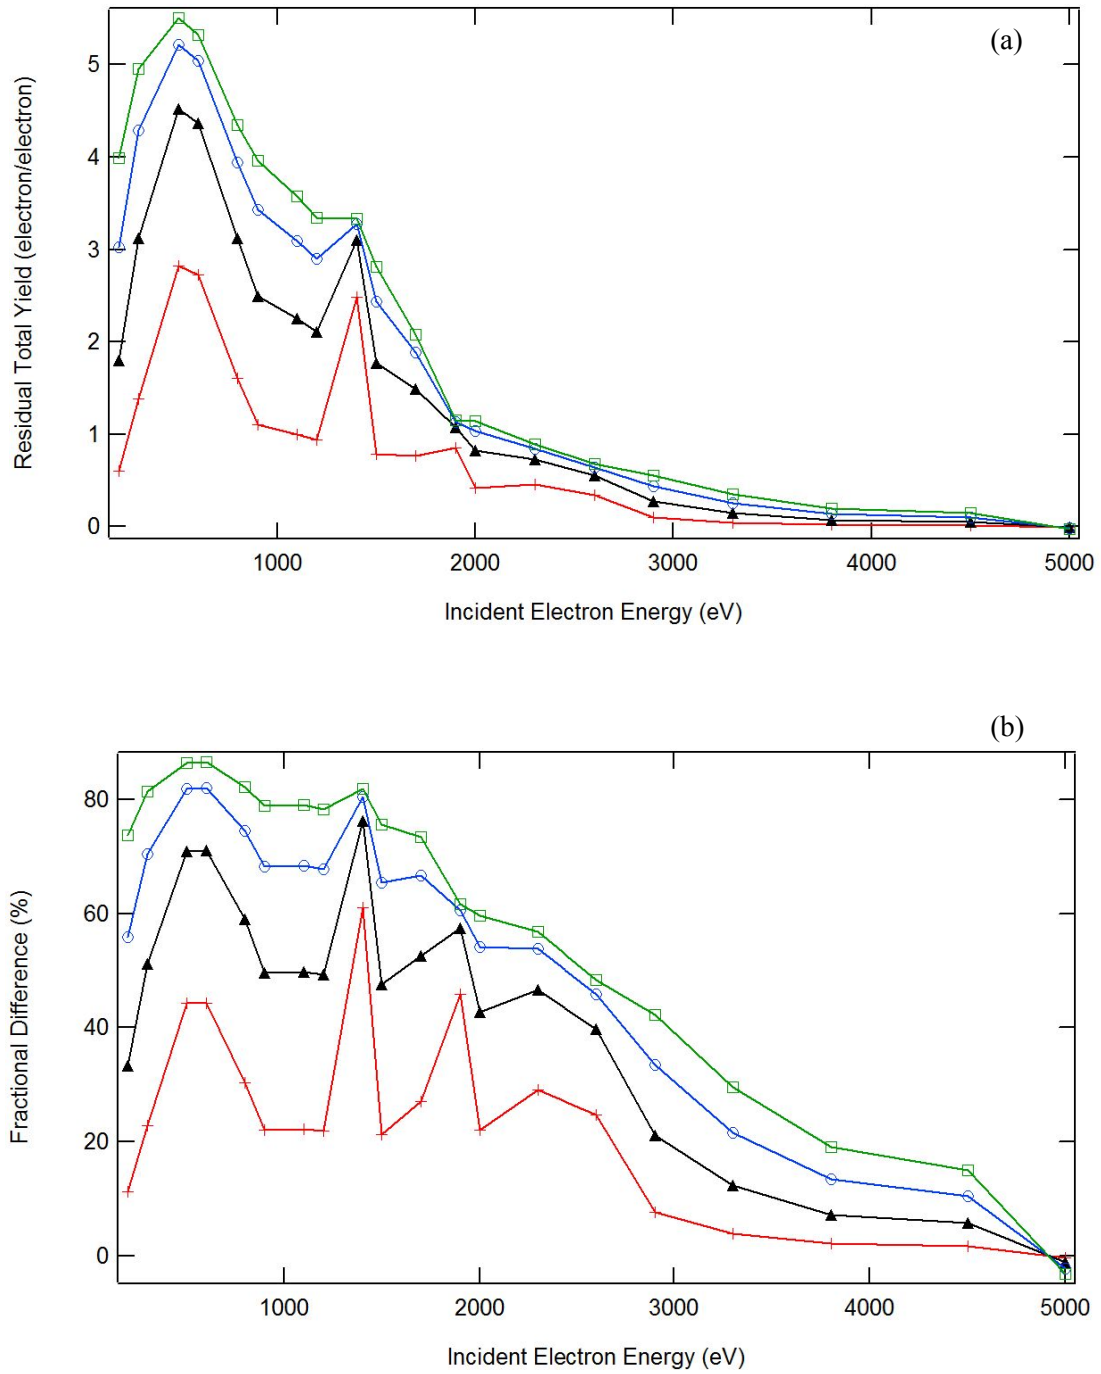 (a)
5
4
3
2
1
0
Residual Total Yield (electron/electron)
1000 2000 3000 4000 5000
Incident Electron Energy (eV)
(b)
80
60
40
20
0
Fractional Difference (%)
1000 2000 3000 4000 5000
Incident Electron Energy (eV)